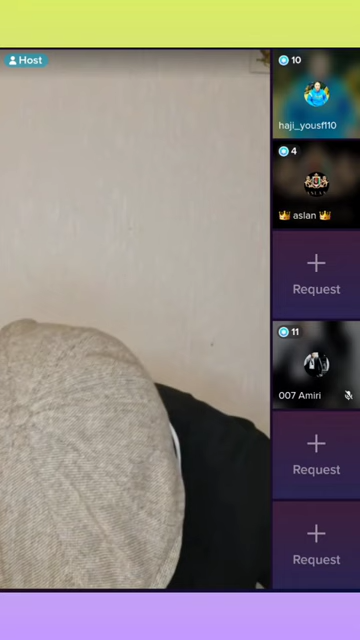 Host
10
haji_yousf110
4
👑 aslan 👑
Request
11
007 Amiri
Request
Request